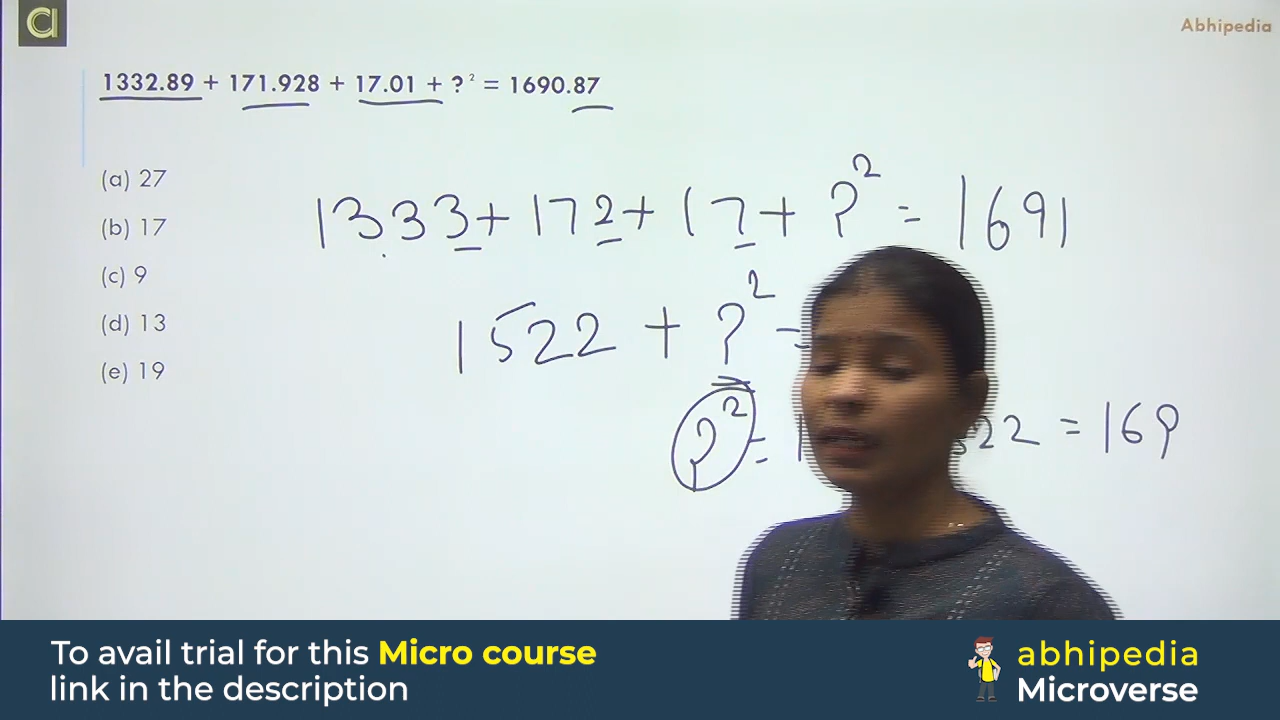 Abhipedia
1332.89 + 171.928 + 17.01 + ?² = 1690.87
(a) 27
(b) 17
(c) 9
(d) 13
(e) 19
1333 + 172 + 17 + ?² = 1691
1522 + ?² =
?² = 1 22 = 169
To avail trial for this Micro course
link in the description
abhipedia
Microverse